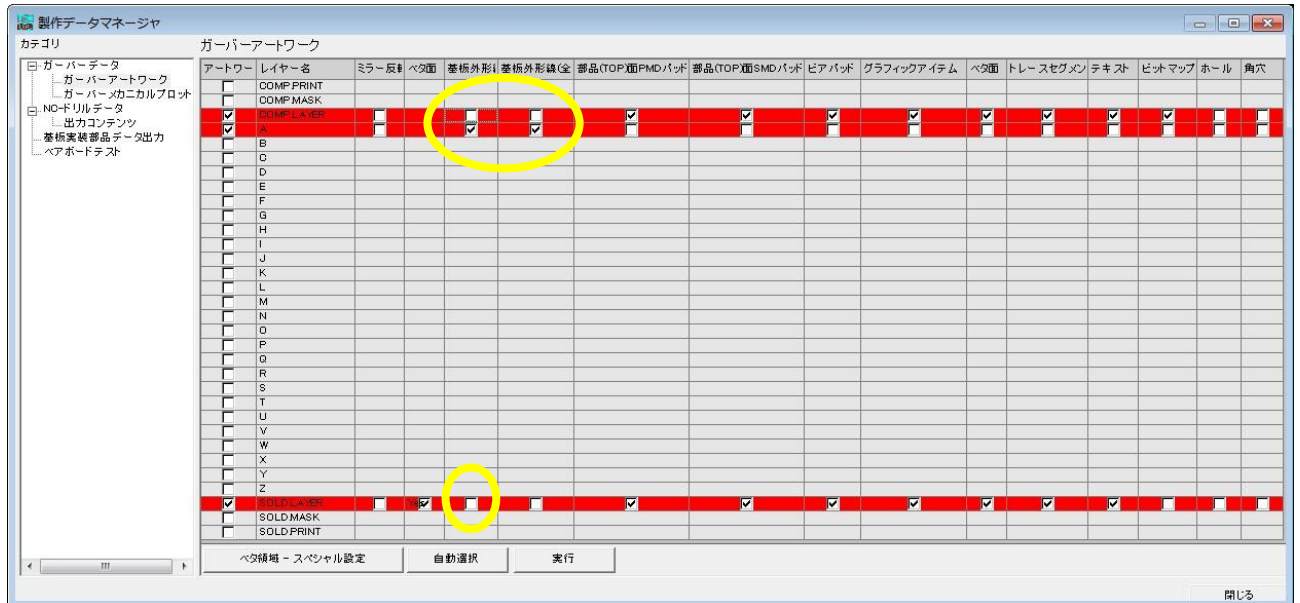 製作データマネージャ
カテゴリ
ガーバーアートワーク
ガーバーデータ
ガーバーアートワーク
ガーバーメカニカルプロット
NC-ドリルデータ
出力コンテンツ
基板実装部品データ出力
ベアボードテスト
アートワー レイヤー名 ミラー反転 ベタ面 基板外形 基板外形線(全 部品(TOP)面PMDパッド 部品(TOP)面SMDパッド ビアパッド グラフィックアイテム ベタ面 トレースセグメン テキスト ビットマップ ホール 角穴
COMP.PRINT
COMP.MASK
COMP.LAYER
A
B
C
D
E
F
G
H
I
J
K
L
M
N
O
P
Q
R
S
T
U
V
W
X
Y
Z
SOLD.LAYER
SOLD.MASK
SOLD.PRINT
ベタ領域 - スペシャル設定 自動選択 実行
閉じる